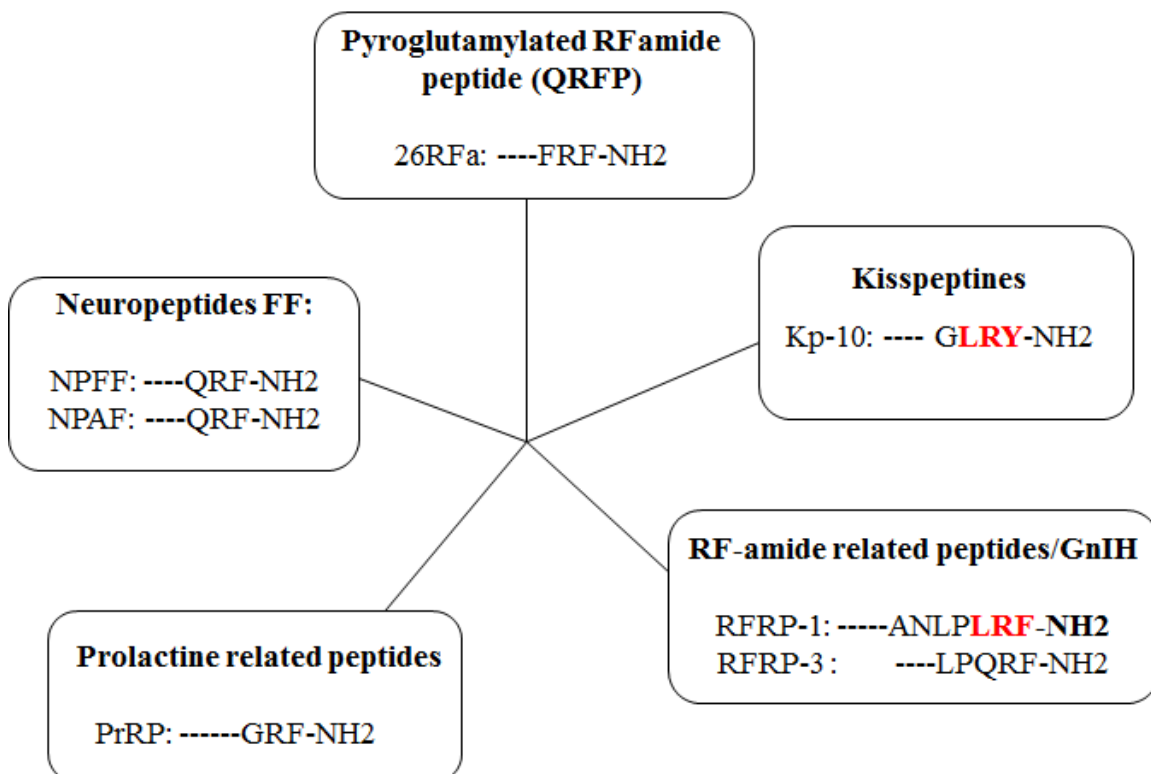 Pyroglutamylated RFamide
peptide (QRFP)
26RFa: ----FRF-NH2
Kisspeptines
Kp-10: ---- GLRY-NH2
Neuropeptides FF:
NPFF: ----QRF-NH2
NPAF: ----QRF-NH2
RF-amide related peptides/GnIH
RFRP-1: -----ANLPLRF-NH2
RFRP-3 : ----LPQRF-NH2
Prolactine related peptides
PrRP: ------GRF-NH2